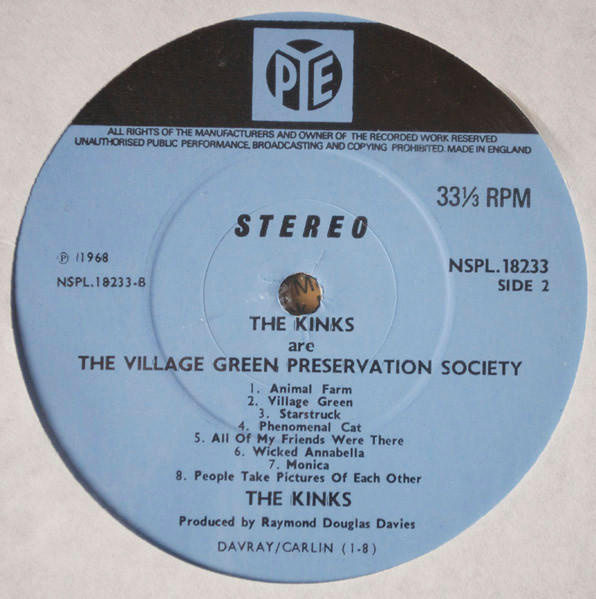 PYE
ALL RIGHTS OF THE MANUFACTURERS AND OWNER OF THE RECORDED WORK RESERVED
UNAUTHORISED PUBLIC PERFORMANCE, BROADCASTING AND COPYING PROHIBITED. MADE IN ENGLAND
33⅓ RPM
STEREO
Ⓟ 1968
NSPL.18233-B
NSPL.18233
SIDE 2
THE KINKS
are
THE VILLAGE GREEN PRESERVATION SOCIETY
1. Animal Farm
2. Village Green
3. Starstruck
4. Phenomenal Cat
5. All Of My Friends Were There
6. Wicked Annabella
7. Monica
8. People Take Pictures Of Each Other
THE KINKS
Produced by Raymond Douglas Davies
DAVRAY/CARLIN (1-8)